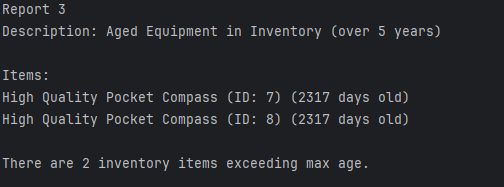 Report 3
Description: Aged Equipment in Inventory (over 5 years)
Items:
High Quality Pocket Compass (ID: 7) (2317 days old)
High Quality Pocket Compass (ID: 8) (2317 days old)
There are 2 inventory items exceeding max age.